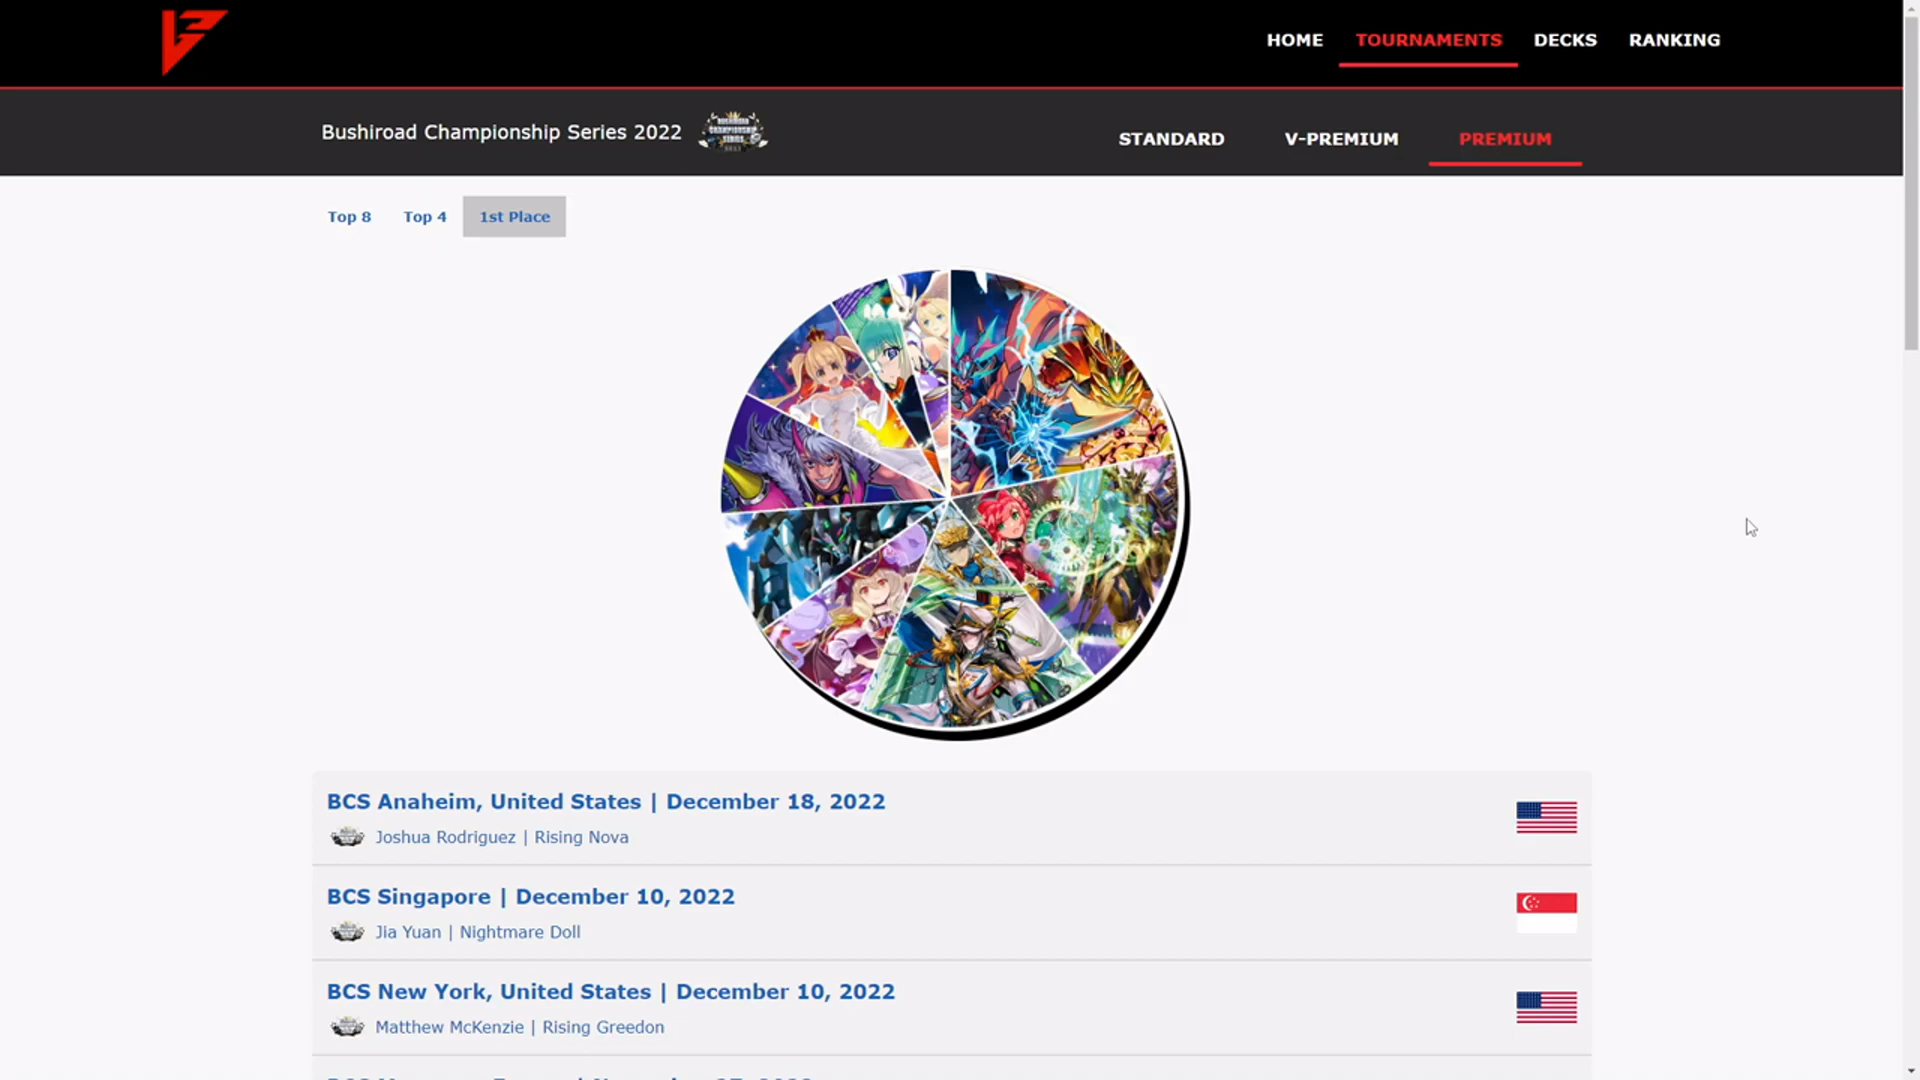 HOME TOURNAMENTS DECKS RANKING
Bushiroad Championship Series 2022
STANDARD V-PREMIUM PREMIUM
Top 8 Top 4 1st Place
BCS Anaheim, United States | December 18, 2022
Joshua Rodriguez | Rising Nova
BCS Singapore | December 10, 2022
Jia Yuan | Nightmare Doll
BCS New York, United States | December 10, 2022
Matthew McKenzie | Rising Greedon